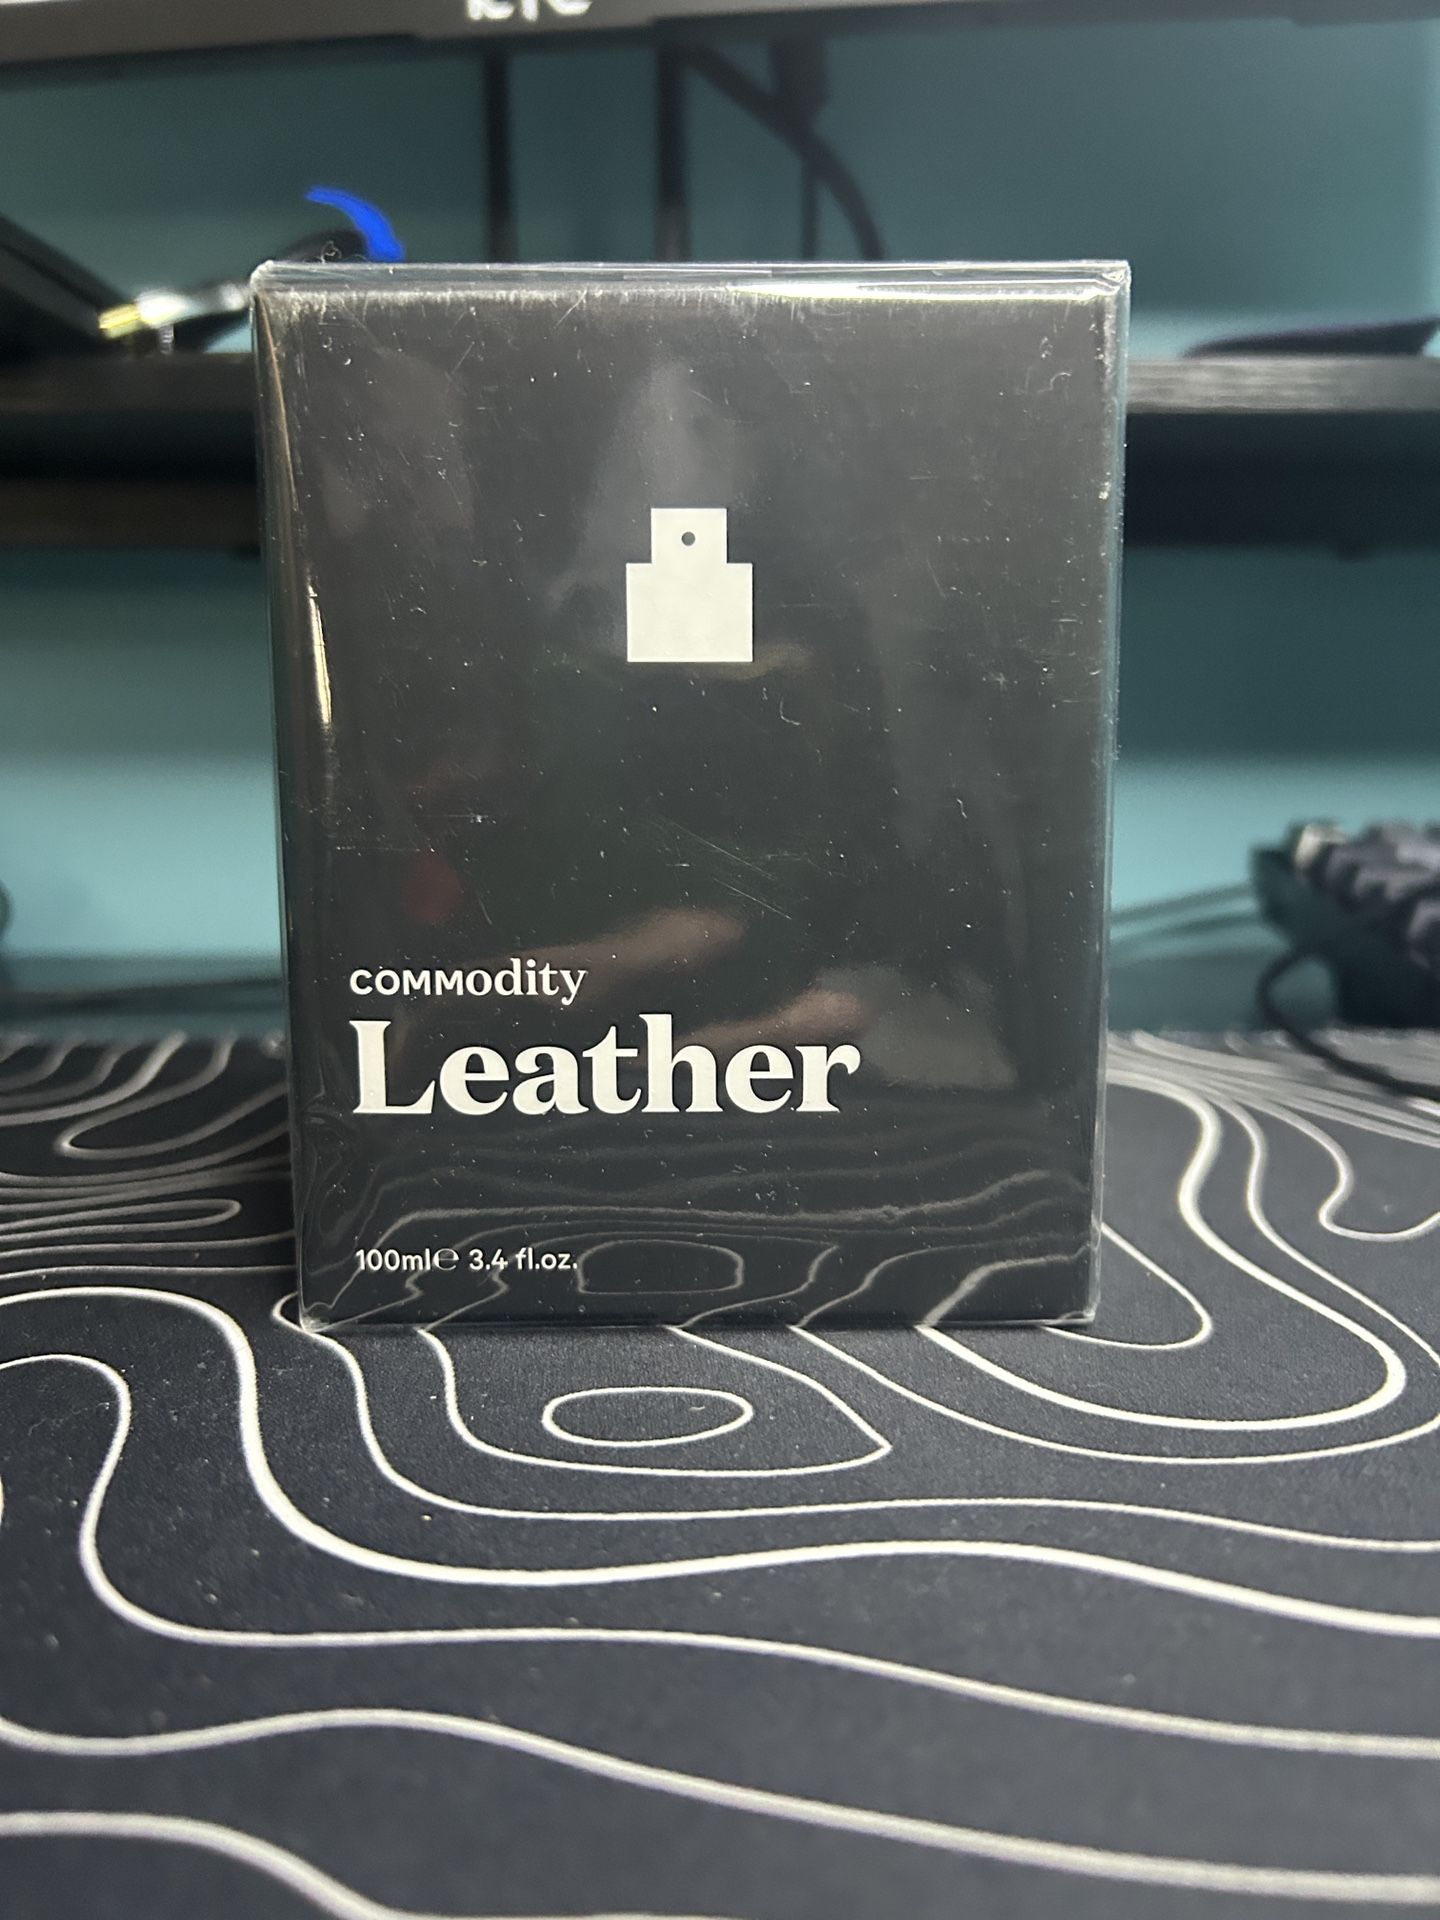 COMModity
Leather
100ml℮ 3.4 fl.oz.